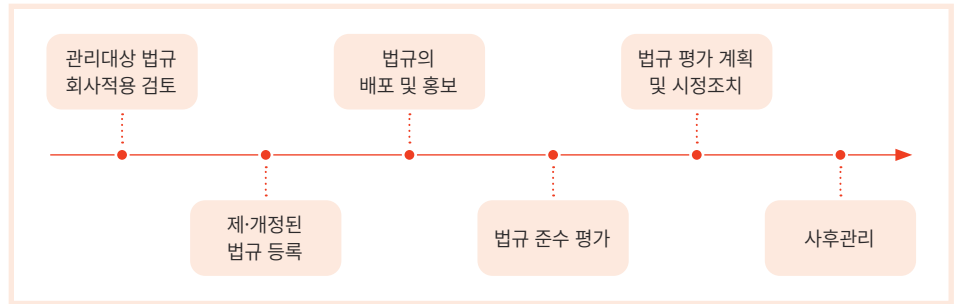 관리대상 법규
회사적용 검토
제·개정된
법규 등록
법규의
배포 및 홍보
법규 준수 평가
법규 평가 계획
및 시정조치
사후관리